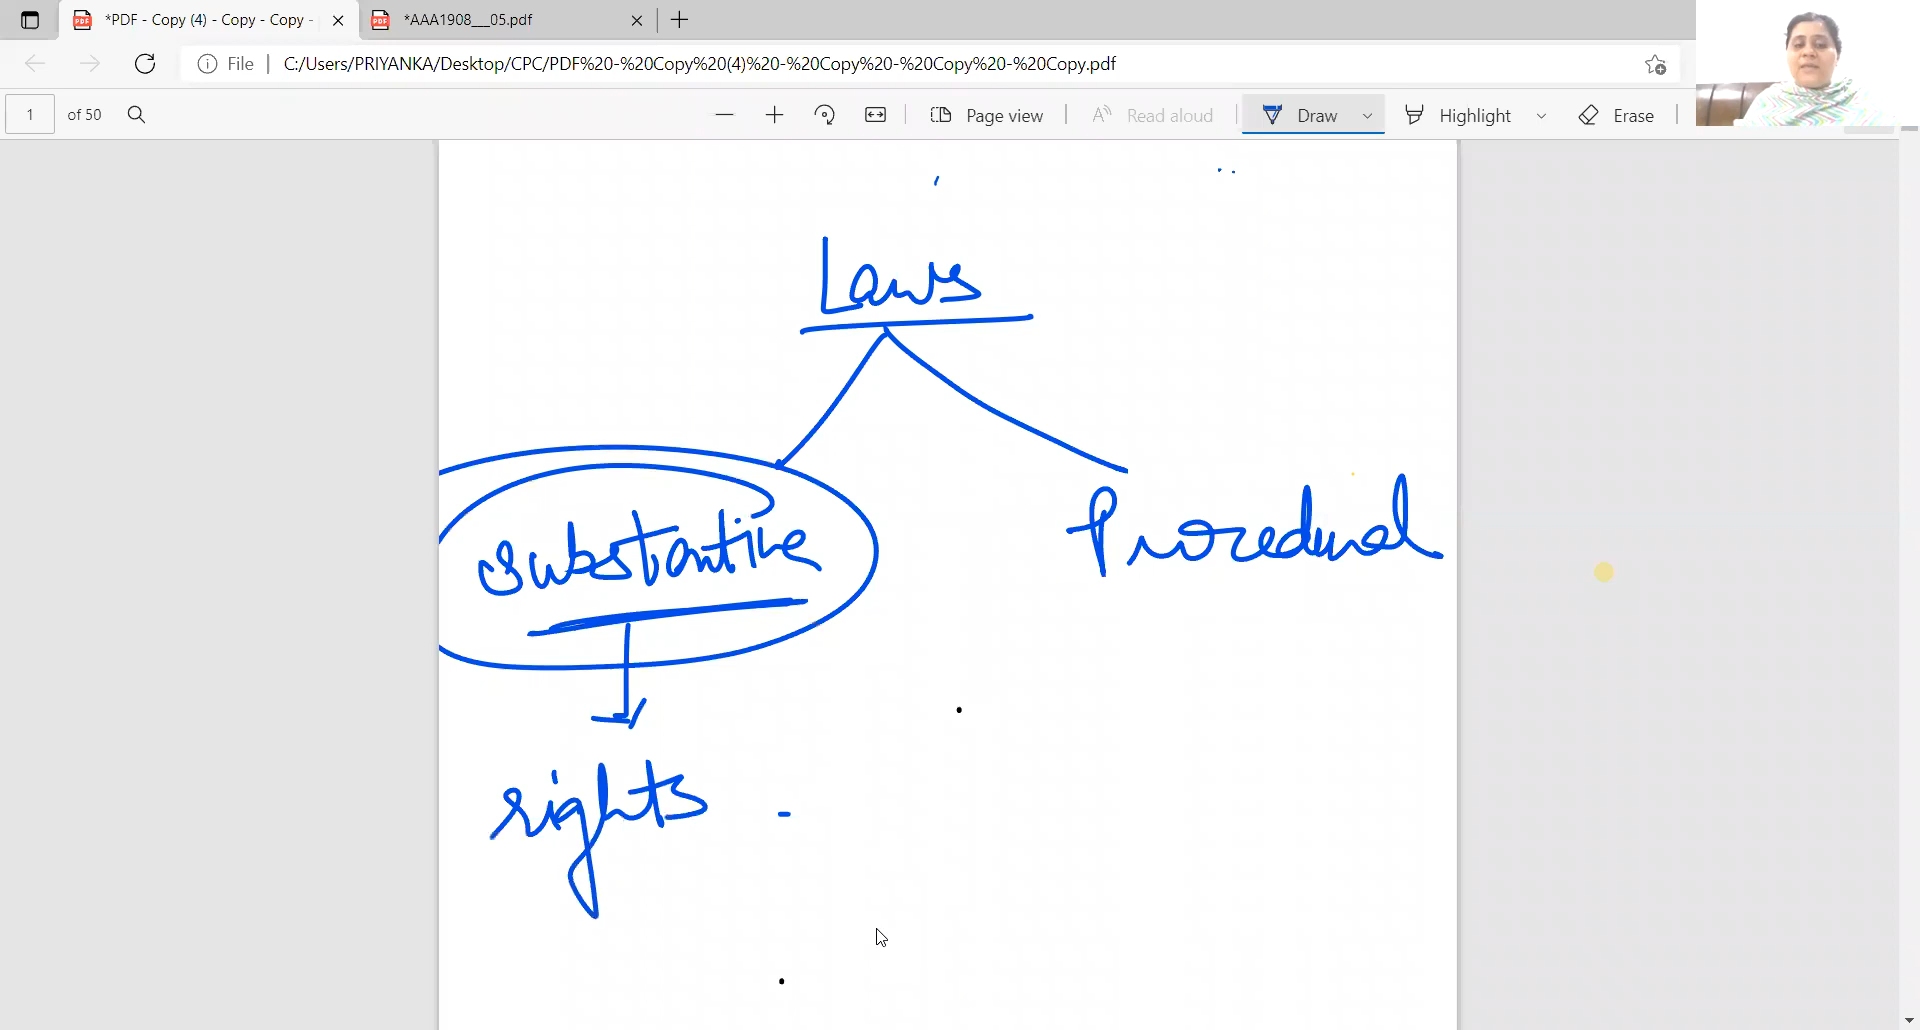 *PDF - Copy (4) - Copy - Copy -
*AAA1908___05.pdf
File
C:/Users/PRIYANKA/Desktop/CPC/PDF%20-%20Copy%20(4)%20-%20Copy%20-%20Copy%20-%20Copy.pdf
1 of 50
Page view
Read aloud
Draw
Highlight
Erase
Laws
Substantive
Procedural
rights -